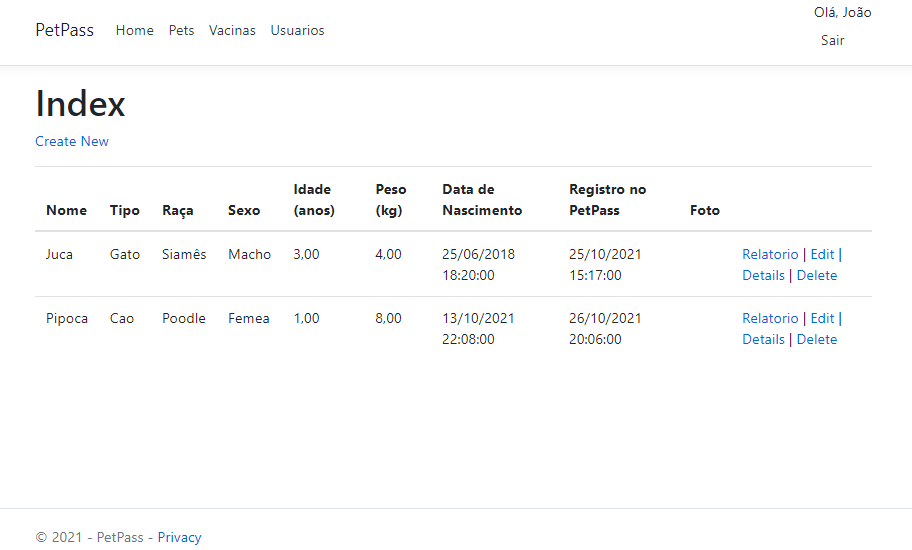 PetPass Home Pets Vacinas Usuarios
Olá, João
Sair
Index
Create New
Nome Tipo Raça Sexo Idade (anos) Peso (kg) Data de Nascimento Registro no PetPass Foto
Juca Gato Siamês Macho 3,00 4,00 25/06/2018 18:20:00 25/10/2021 15:17:00 Relatorio | Edit | Details | Delete
Pipoca Cao Poodle Femea 1,00 8,00 13/10/2021 22:08:00 26/10/2021 20:06:00 Relatorio | Edit | Details | Delete
© 2021 - PetPass - Privacy